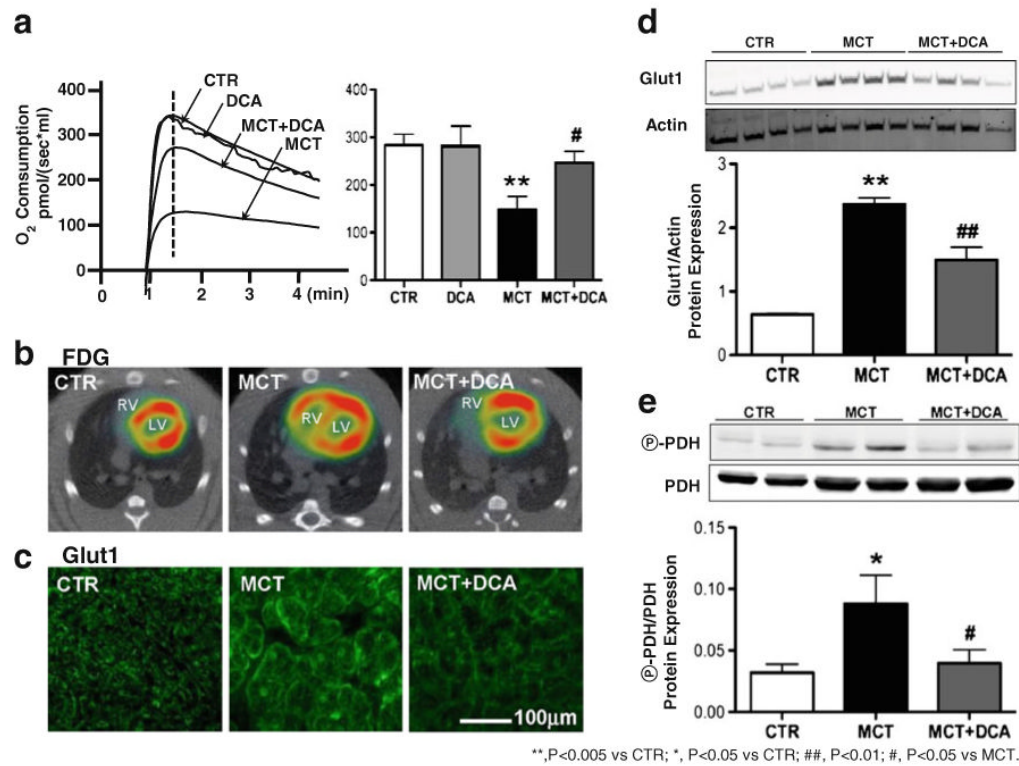 a
O2 Comsumption
pmol/(sec*ml)
400
300
200
100
0
0 1 2 3 4 (min)
CTR
DCA
MCT+DCA
MCT
400
300
200
100
0
**
#
CTR DCA MCT MCT+DCA
b FDG
CTR MCT MCT+DCA
RV LV RV LV RV LV
c Glut1
CTR MCT MCT+DCA
100μm
d
CTR MCT MCT+DCA
Glut1
Actin
Glut1/Actin
Protein Expression
3
2
1
0
**
##
CTR MCT MCT+DCA
e
CTR MCT MCT+DCA
Ⓟ-PDH
PDH
Ⓟ-PDH/PDH
Protein Expression
0.15
0.10
0.05
0.00
*
#
CTR MCT MCT+DCA
**,P<0.005 vs CTR; *, P<0.05 vs CTR; ##, P<0.01; #, P<0.05 vs MCT.